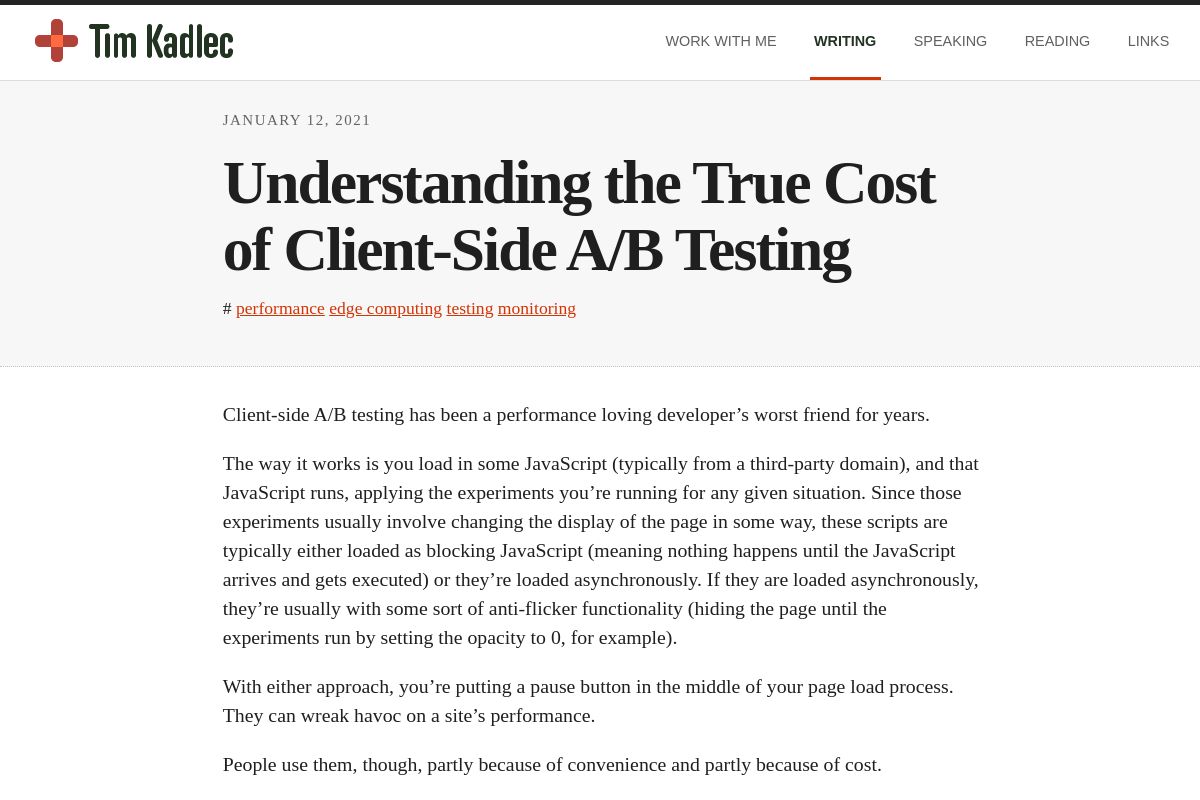 Tim Kadlec
WORK WITH ME WRITING SPEAKING READING LINKS
JANUARY 12, 2021
Understanding the True Cost
of Client-Side A/B Testing
# performance edge computing testing monitoring
Client-side A/B testing has been a performance loving developer’s worst friend for years.
The way it works is you load in some JavaScript (typically from a third-party domain), and that
JavaScript runs, applying the experiments you’re running for any given situation. Since those
experiments usually involve changing the display of the page in some way, these scripts are
typically either loaded as blocking JavaScript (meaning nothing happens until the JavaScript
arrives and gets executed) or they’re loaded asynchronously. If they are loaded asynchronously,
they’re usually with some sort of anti-flicker functionality (hiding the page until the
experiments run by setting the opacity to 0, for example).
With either approach, you’re putting a pause button in the middle of your page load process.
They can wreak havoc on a site’s performance.
People use them, though, partly because of convenience and partly because of cost.